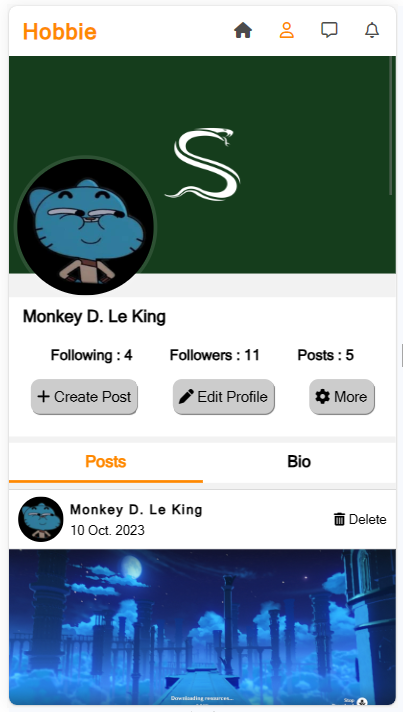 Hobbie
Monkey D. Le King
Following : 4 Followers : 11 Posts : 5
Create Post Edit Profile More
Posts Bio
Monkey D. Le King
10 Oct. 2023
Delete
Downloading resources...
Stop